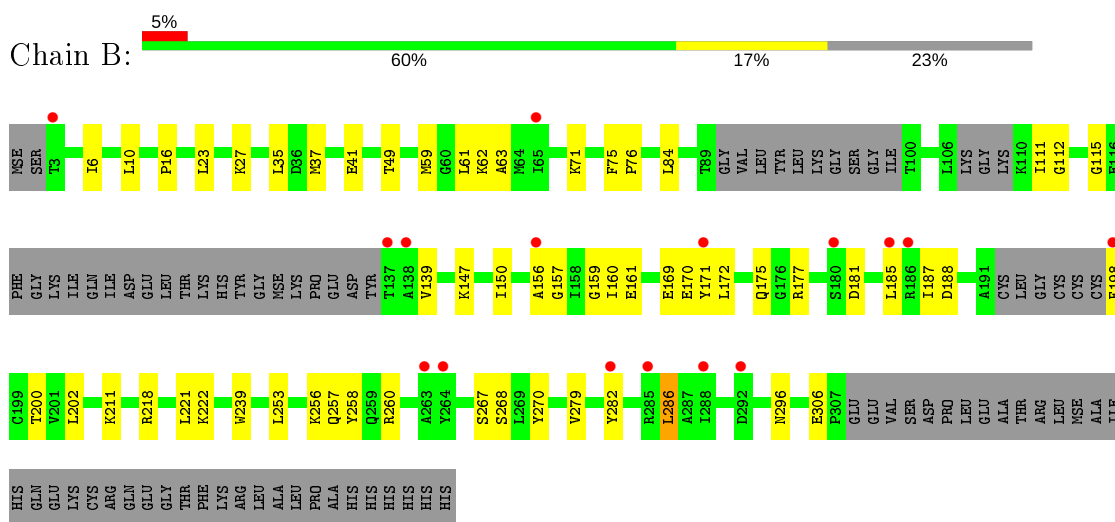 5%
Chain B:
60% 17% 23%
MSE SER T3 I6 L10 P16 L23 K27 L35 D36 M37 E41 T49 M59 G60 L61 K62 A63 M64 I65 K71 F75 P76 L84 T89 GLY VAL LEU TYR LEU LYS GLY SER GLY ILE T100 L106 LYS GLY LYS K110 I111 G112 G115
PHE GLY LYS ILE GLN ILE ASP GLU LEU THR LYS HIS TYR GLY MSE LYS PRO GLU ASP TYR T137 A138 V139 K147 I150 A156 G157 I158 G159 I160 E161 E169 E170 Y171 L172 Q175 G176 R177 S180 D181 L185 R186 I187 D188 A191 CYS LEU GLY CYS CYS CYS
C199 T200 V201 L202 K211 R218 L221 K222 W239 L253 K256 Q257 Y258 Q259 R260 A263 Y264 S267 S268 L269 Y270 V279 Y282 R285 L286 A287 I288 D292 N296 E306 P307 GLU GLU VAL SER ASP PRO LEU GLU ALA THR ARG LEU MSE ALA ILE
HIS GLN GLU LYS CYS ARG GLN GLU GLY THR PHE LYS ARG LEU ALA LEU PRO ALA HIS HIS HIS HIS HIS HIS